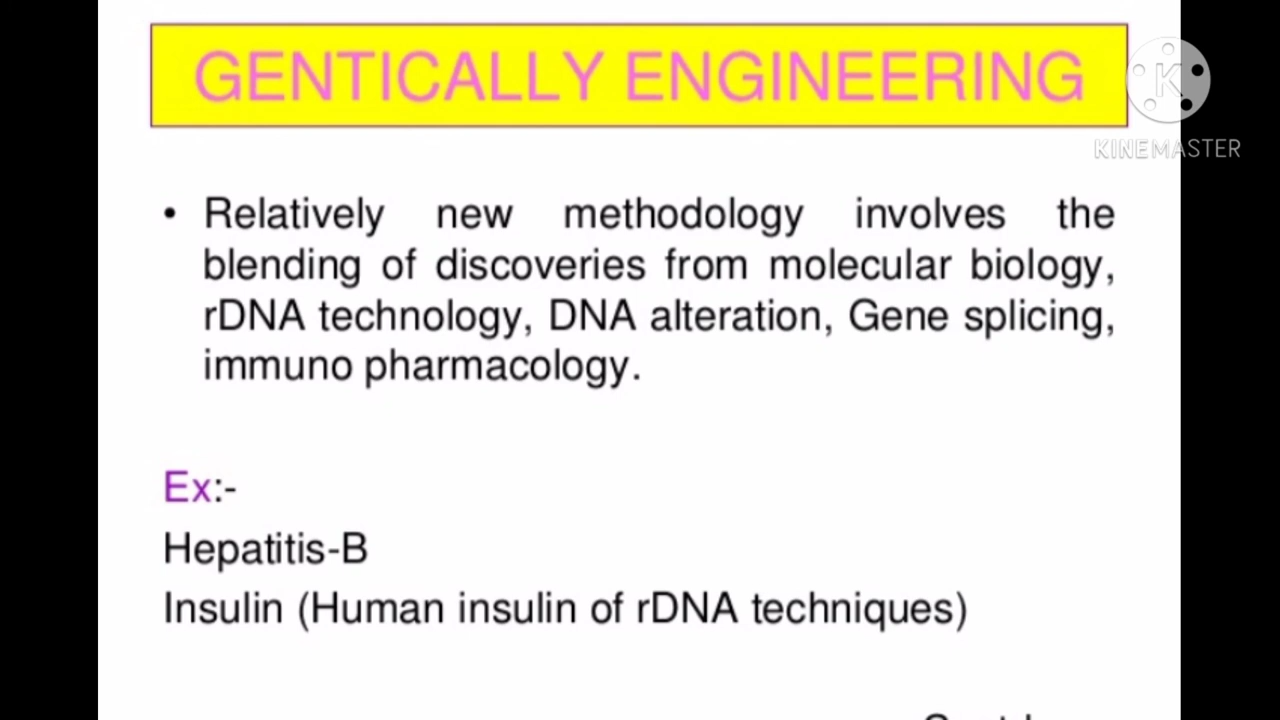 GENTICALLY ENGINEERING
KINEMASTER
• Relatively new methodology involves the
blending of discoveries from molecular biology,
rDNA technology, DNA alteration, Gene splicing,
immuno pharmacology.
Ex:-
Hepatitis-B
Insulin (Human insulin of rDNA techniques)